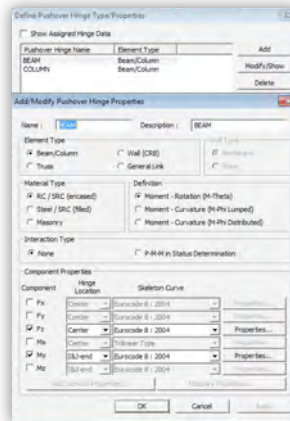 Define Pushover Hinge Type/Properties
Show Assigned Hinge Data
Pushover Hinge Name Element Type
BEAM Beam/Column
COLUMN Beam/Column
Add
Modify/Show
Delete
Add/Modify Pushover Hinge Properties
Name : BEAM Description : BEAM
Element Type
Beam/Column Wall (CRB)
Truss General Link
Material Type Definition
RC / SRC (encased) Moment - Rotation (M-Theta)
Steel / SRC (filled) Moment - Curvature (M-Phi Lumped)
Masonry Moment - Curvature (M-Phi Distributed)
Interaction Type
None P-M-M in Status Determination
Component Properties
Component Hinge Location Skeleton Curve
Fx Center Eurocode 8 : 2004
Fy Center Eurocode 8 : 2004
Fz Center Eurocode 8 : 2004 Properties...
Mx Center Trilinear Type
My I&J-end Eurocode 8 : 2004 Properties...
Mz I&J-end Eurocode 8 : 2004
OK Cancel